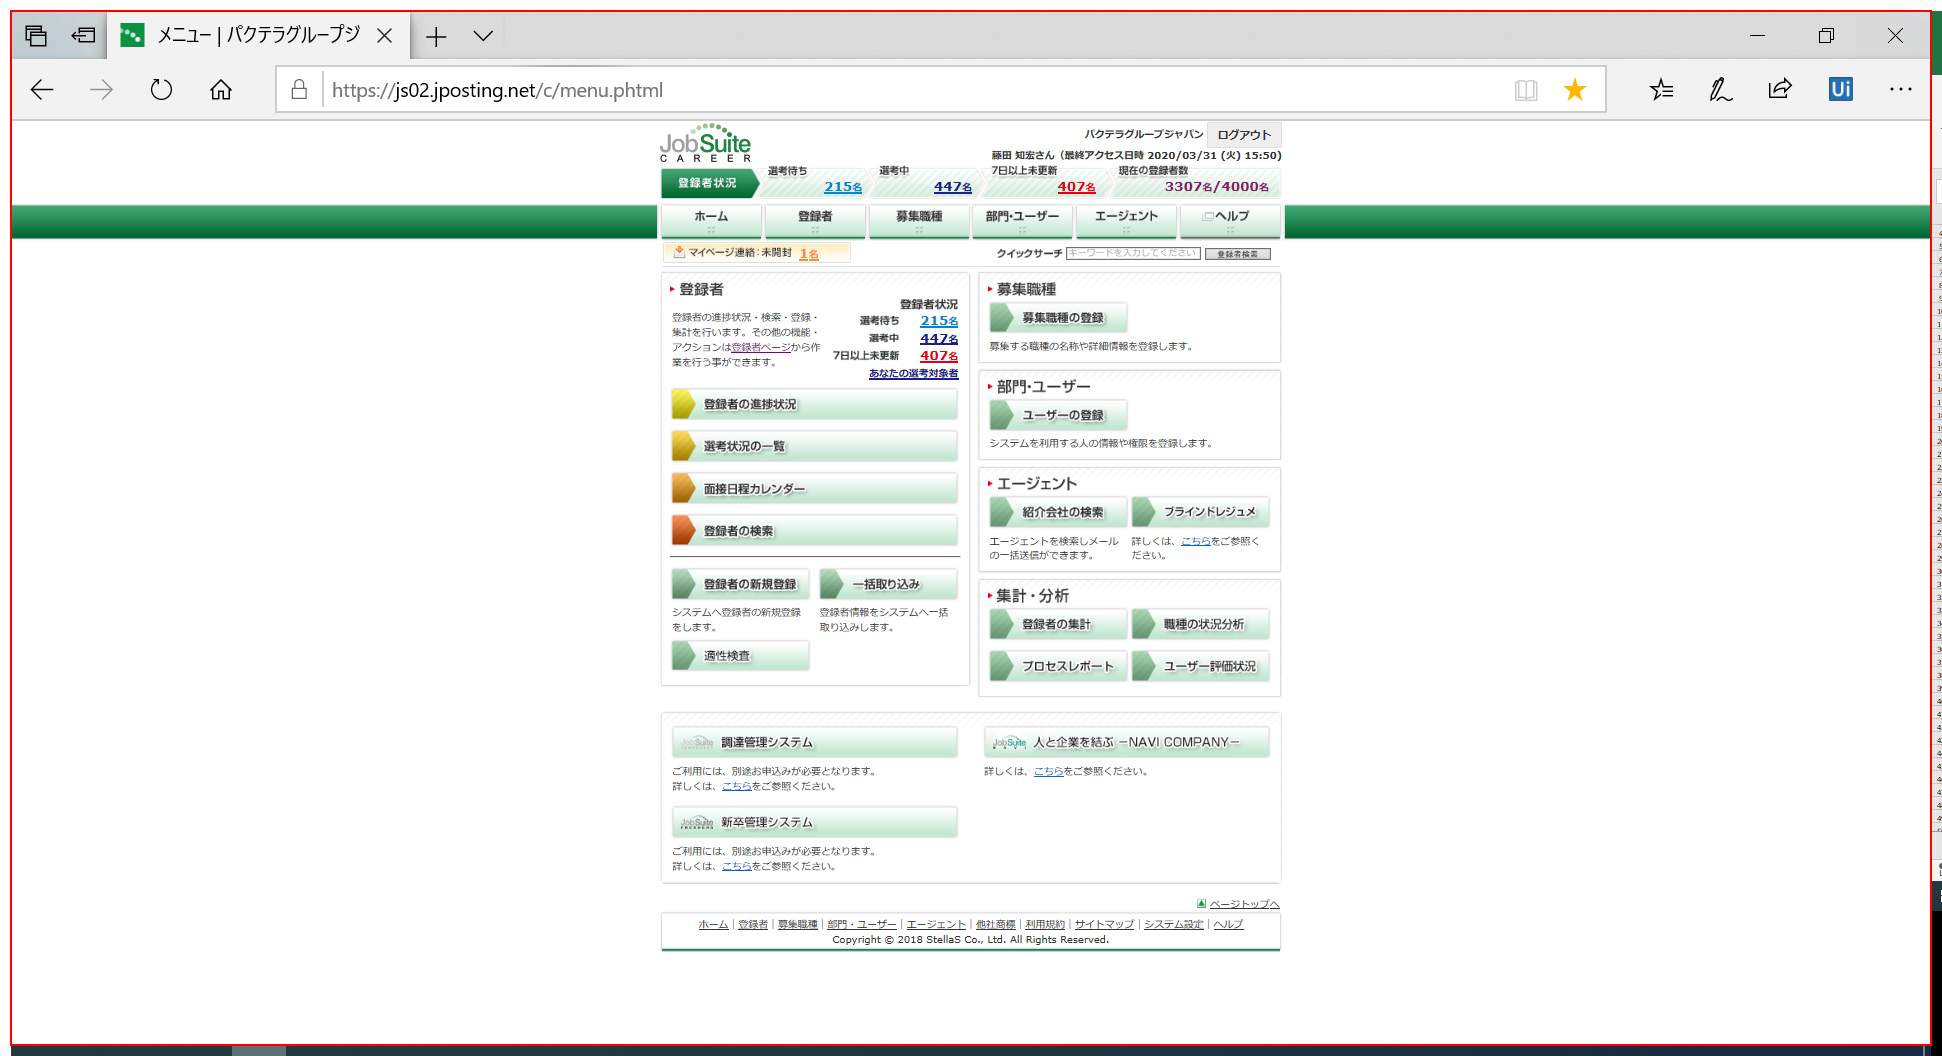 メニュー | パクテラグループジ
https://js02.jposting.net/c/menu.phtml
Ui
JobSuite
CAREER
パクテラグループジャパン ログアウト
藤田 知宏さん（最終アクセス日時 2020/03/31 (火) 15:50)
登録者状況
選考待ち 215名
選考中 447名
7日以上未更新 407名
現在の登録者数 3307名/4000名
ホーム 登録者 募集職種 部門・ユーザー エージェント ヘルプ
マイページ連絡：未開封 1名
クイックサーチ キーワードを入力してください 登録者検索
登録者
登録者の進捗状況・検索・登録・
集計を行います。その他の機能・
アクションは登録者ページから作
業を行う事ができます。
登録者状況
選考待ち 215名
選考中 447名
7日以上未更新 407名
あなたの選考対象者
登録者の進捗状況
選考状況の一覧
面接日程カレンダー
登録者の検索
登録者の新規登録
システムへ登録者の新規登録
をします。
一括取り込み
登録者情報をシステムへ一括
取り込みします。
適性検査
募集職種
募集職種の登録
募集する職種の名称や詳細情報を登録します。
部門・ユーザー
ユーザーの登録
システムを利用する人の情報や権限を登録します。
エージェント
紹介会社の検索
エージェントを検索しメール
の一括送信ができます。
ブラインドレジュメ
詳しくは、こちらをご参照く
ださい。
集計・分析
登録者の集計 職種の状況分析
プロセスレポート ユーザー評価状況
JobSuite 調達管理システム
ご利用には、別途お申込みが必要となります。
詳しくは、こちらをご参照ください。
JobSuite NAVI 人と企業を結ぶ －NAVI COMPANY－
詳しくは、こちらをご参照ください。
JobSuite FRESHERS 新卒管理システム
ご利用には、別途お申込みが必要となります。
詳しくは、こちらをご参照ください。
ページトップへ
ホーム | 登録者 | 募集職種 | 部門・ユーザー | エージェント | 他社商標 | 利用規約 | サイトマップ | システム設定 | ヘルプ
Copyright © 2018 StellaS Co., Ltd. All Rights Reserved.